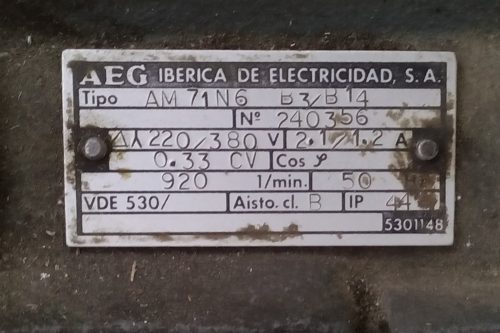 AEG IBERICA DE ELECTRICIDAD, S.A.
Tipo AM 71N6 B3/B14
Nº 240356
Δ⅄ 220/380 V 2.1/1.2 A
0.33 CV Cos φ
920 1/min. 50
VDE 530/ Aisto. cl. B IP 44
5301148